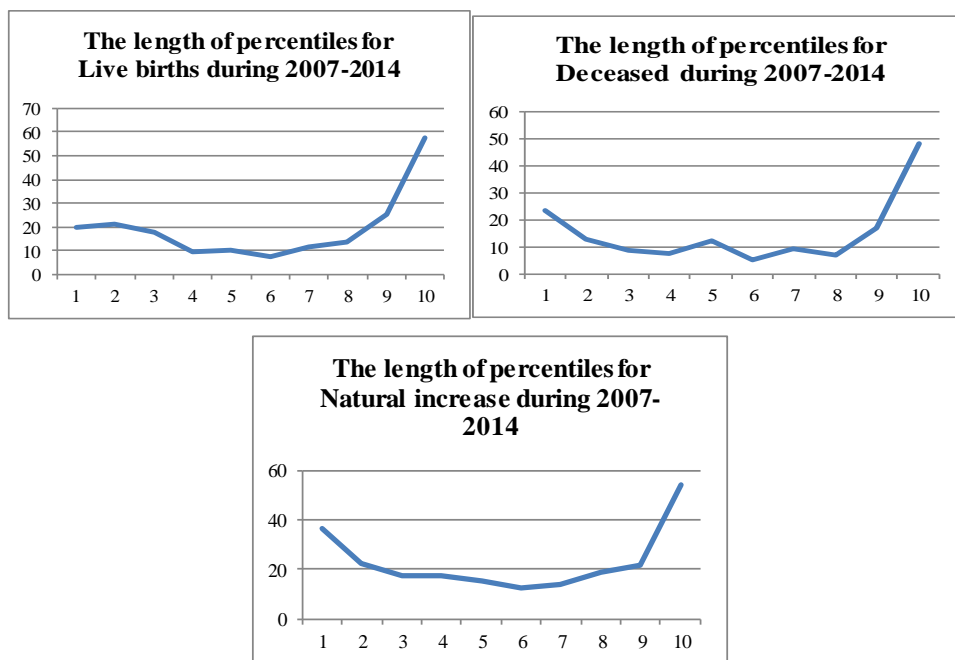 The length of percentiles for
Live births during 2007-2014
70
60
50
40
30
20
10
0
1 2 3 4 5 6 7 8 9 10
The length of percentiles for
Deceased during 2007-2014
60
50
40
30
20
10
0
1 2 3 4 5 6 7 8 9 10
The length of percentiles for
Natural increase during 2007-
2014
60
40
20
0
1 2 3 4 5 6 7 8 9 10